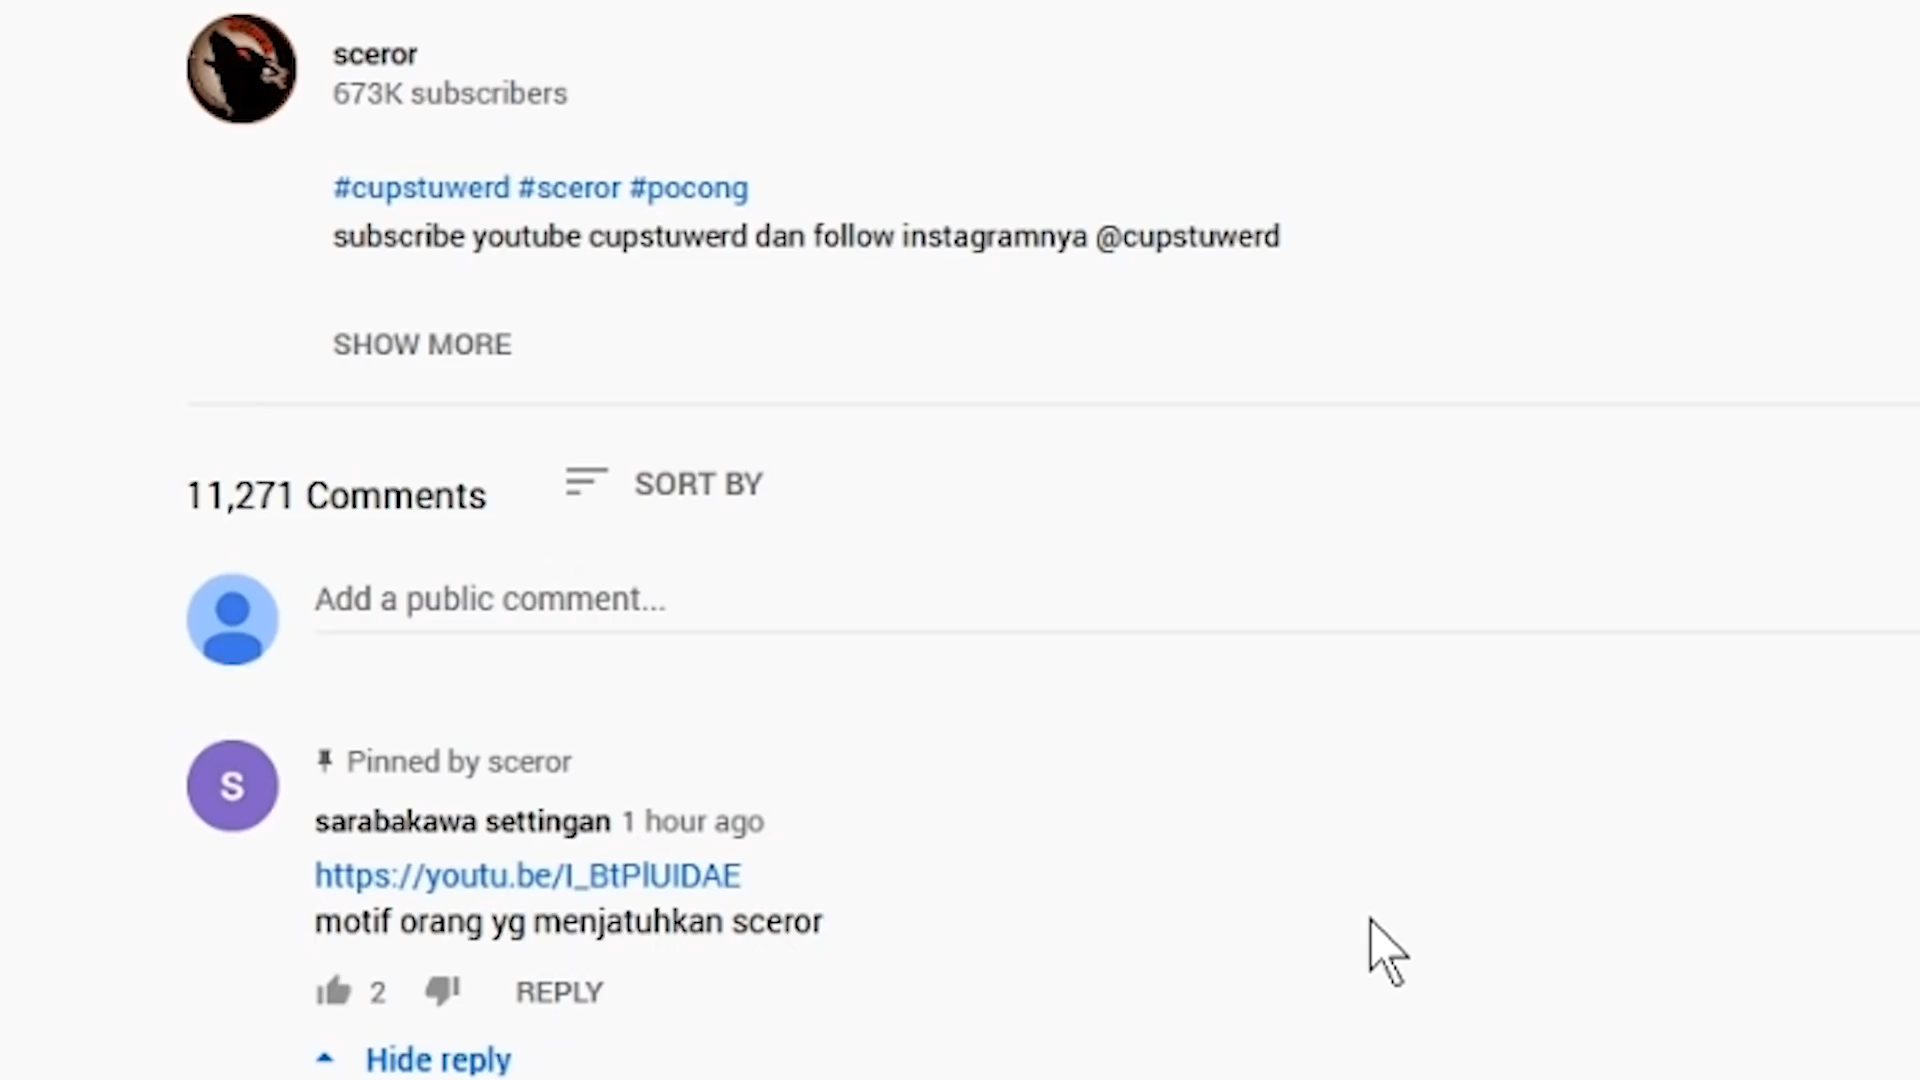 sceror
673K subscribers
#cupstuwerd #sceror #pocong
subscribe youtube cupstuwerd dan follow instagramnya @cupstuwerd
SHOW MORE
11,271 Comments
SORT BY
Add a public comment...
S
Pinned by sceror
sarabakawa settingan 1 hour ago
https://youtu.be/I_BtPlUIDAE
motif orang yg menjatuhkan sceror
2
REPLY
Hide reply